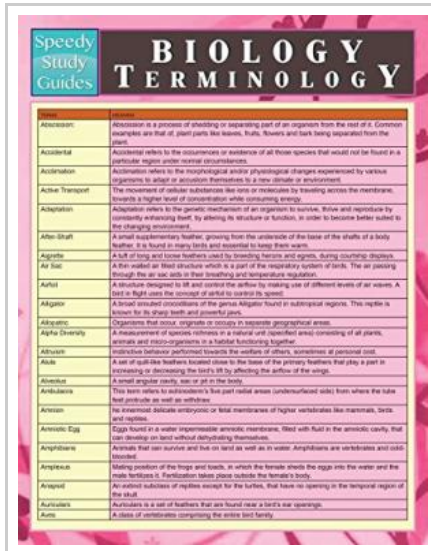 Speedy
Study
Guides
BIOLOGY
TERMINOLOGY
Abscission: Abscission is a process of shedding or separating part of an organism from the rest of it. Common
examples are that of, plant parts like leaves, fruits, flowers and bark being separated from the
plant.
Accidental Accidental refers to the occurrences or evidence of all those species that would not be found in a
particular region under normal circumstances.
Acclimation Acclimation refers to the morphological and/or physiological changes experienced by various
organisms to adapt or accustom themselves to a new climate or environment.
Active Transport The movement of cellular substances like ions or molecules by traveling across the membrane,
towards a higher level of concentration while consuming energy.
Adaptation Adaptation refers to the genetic mechanism of an organism to survive, thrive and reproduce by
constantly enhancing itself, by altering its structure or function, in order to become better suited to
the changing environment.
After-Shaft A small supplementary feather, growing from the underside of the base of the shafts of a body
feather. It is found in many birds and essential to keep them warm.
Aigrette A tuft of long and loose feathers used by breeding herons and egrets, during courtship displays.
Air Sac A thin walled air filled structure which is a part of the respiratory system of birds. The air passing
through the air sac aids in their breathing and temperature regulation.
Airfoil A structure designed to lift and control the airflow by making use of different levels of air waves. A
bird in flight uses the concept of airfoil to control its speed.
Alligator A broad snouted crocodilians of the genus Alligator found in subtropical regions. This reptile is
known for its sharp teeth and powerful jaws.
Allopatric Organisms that occur, originate or occupy in separate geographical areas.
Alpha Diversity A measurement of species richness in a natural unit (specified area) consisting of all plants,
animals and micro-organisms in a habitat functioning together.
Altruism Instinctive behavior performed towards the welfare of others, sometimes at personal cost.
Alula A set of quill-like feathers located close to the base of the primary feathers that play a part in
increasing or decreasing the bird's lift by affecting the airflow of the wings.
Alveolus A small angular cavity, sac or pit in the body.
Ambulacra This term refers to echinoderm's five part radial areas (undersurfaced side) from where the tube
feet protrude as well as withdraw.
Amnion he innermost delicate embryonic or fetal membranes of higher vertebrates like mammals, birds
and reptiles.
Amniotic Egg Eggs found in a water impermeable amniotic membrane, filled with fluid in the amniotic cavity, that
can develop on land without dehydrating themselves.
Amphibians Animals that can survive and live on land as well as in water. Amphibians are vertebrates and cold-
blooded.
Amplexus Mating position of the frogs and toads, in which the female sheds the eggs into the water and the
male fertilizes it. Fertilization takes place outside the female's body.
Anapsid An extinct subclass of reptiles except for the turtles, that have no opening in the temporal region of
the skull.
Auriculars Auriculars is a set of feathers that are found near a bird's ear openings.
Aves A class of vertebrates comprising the entire bird family.